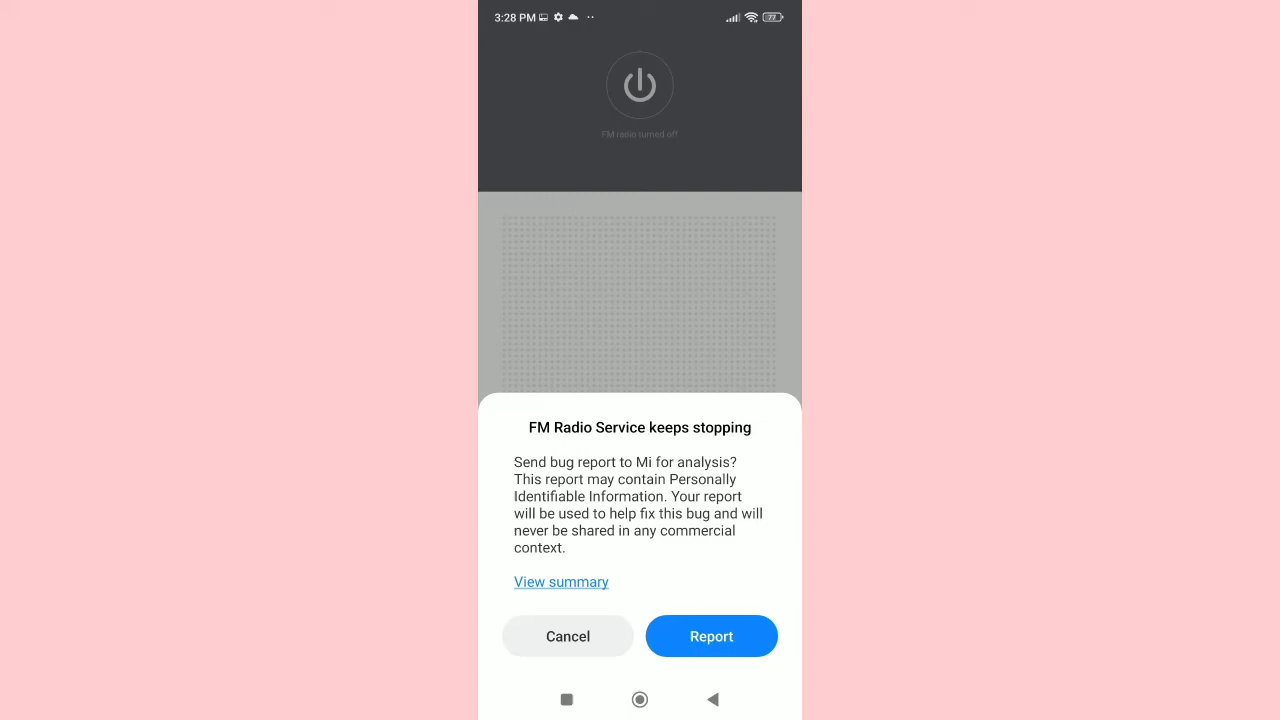 3:28 PM
77
FM radio turned off
FM Radio Service keeps stopping
Send bug report to Mi for analysis?
This report may contain Personally
Identifiable Information. Your report
will be used to help fix this bug and will
never be shared in any commercial
context.
View summary
Cancel Report